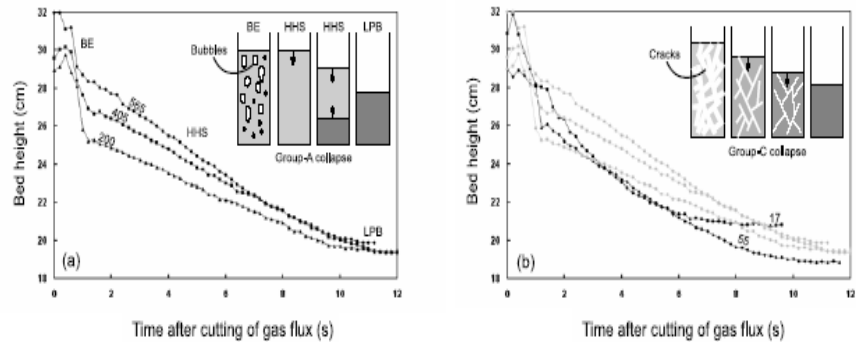 BE HHS HHS LPB
Bubbles
Group-A collapse
BE
565
405
200
HHS
LPB
(a)
Bed height (cm)
32
30
28
26
24
22
20
18
0 2 4 6 8 10 12
Time after cutting of gas flux (s)
Cracks
Group-C collapse
17
55
(b)
Bed height (cm)
32
30
28
26
24
22
20
18
0 2 4 6 8 10 12
Time after cutting of gas flux (s)